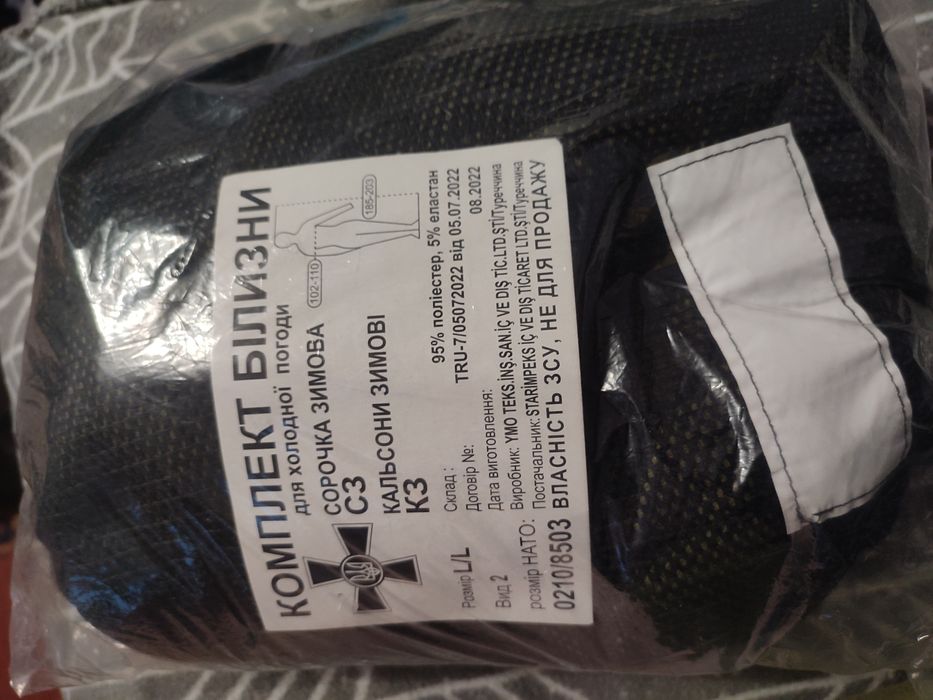 КОМПЛЕКТ БІЛИЗНИ
для холодної погоди
СОРОЧКА ЗИМОВА
С3
КАЛЬСОНИ ЗИМОВІ
К3
102-110
185-203
Розмір L/L
Вид 2
розмір НАТО:
0210/8503
Склад : 95% поліестер, 5% еластан
Договір №: TRU-7/05072022 від 05.07.2022
Дата виготовлення: 08.2022
Виробник: YMO TEKS.İNŞ.SAN.İÇ VE DIŞ TİC.LTD.ŞTİ/Туреччина
Постачальник: STARİMPEKS İÇ VE DIŞ TİCARET LTD.ŞTİ/Туреччина
ВЛАСНІСТЬ ЗСУ, НЕ ДЛЯ ПРОДАЖУ